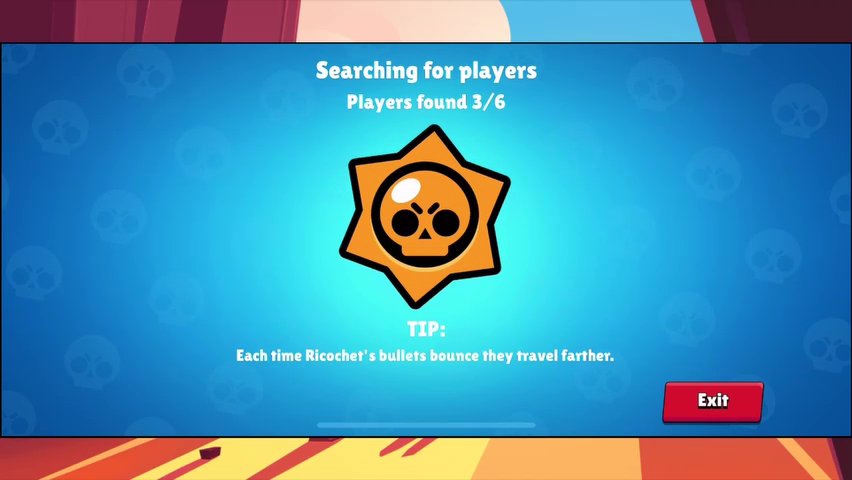 Searching for players
Players found 3/6
TIP:
Each time Ricochet's bullets bounce they travel farther.
Exit